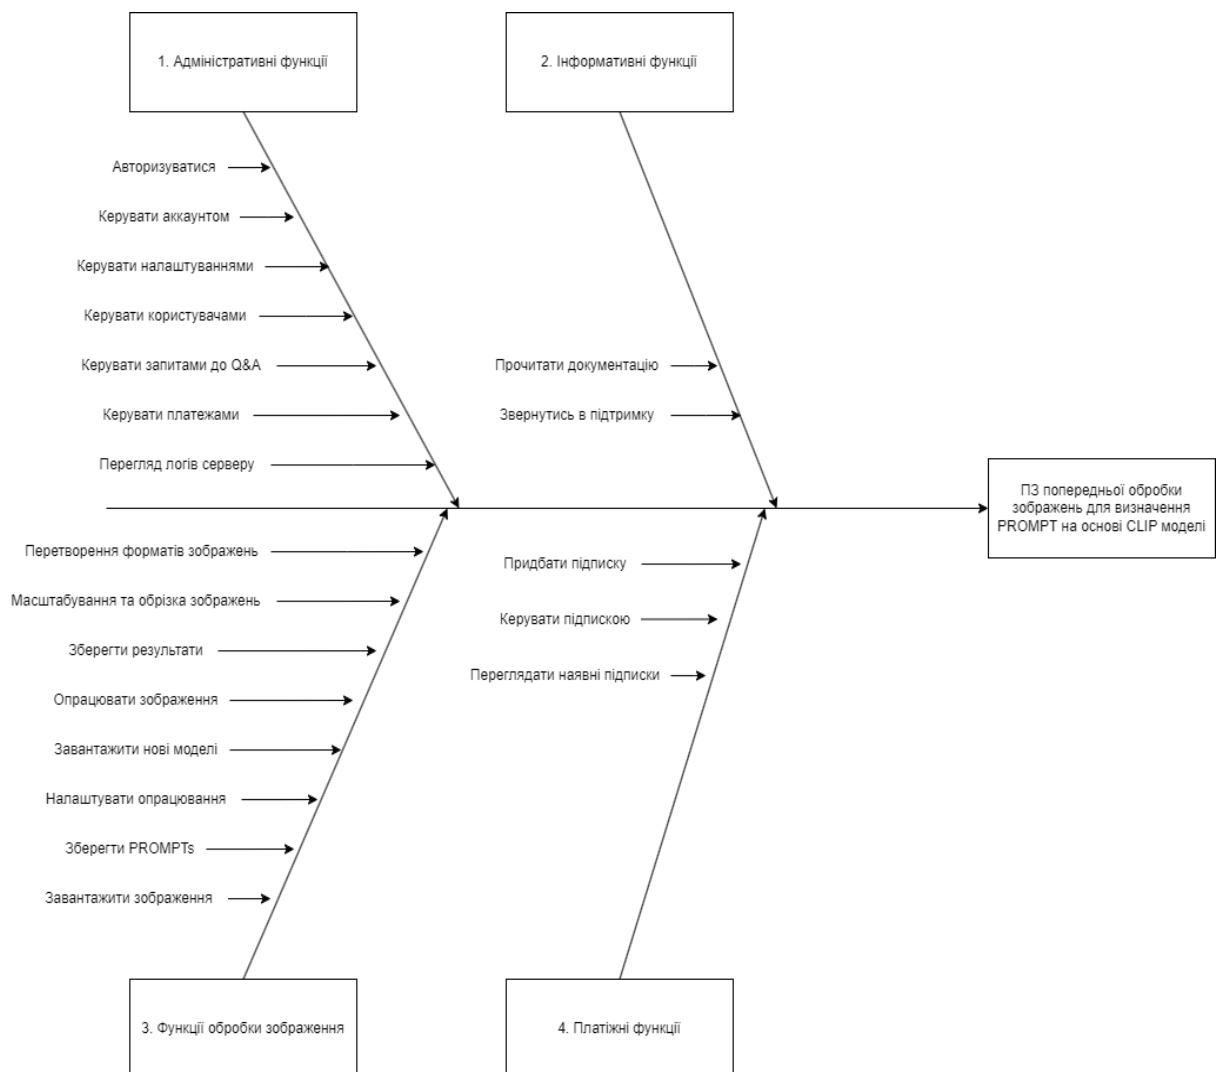 1. Адміністративні функції
2. Інформативні функції
Авторизуватися
Керувати аккаунтом
Керувати налаштуваннями
Керувати користувачами
Керувати запитами до Q&A
Керувати платежами
Перегляд логів серверу
Прочитати документацію
Звернутись в підтримку
ПЗ попередньої обробки
зображень для визначення
PROMPT на основі CLIP моделі
Перетворення форматів зображень
Масштабування та обрізка зображень
Зберегти результати
Опрацювати зображення
Завантажити нові моделі
Налаштувати опрацювання
Зберегти PROMPTs
Завантажити зображення
Придбати підписку
Керувати підпискою
Переглядати наявні підписки
3. Функції обробки зображення
4. Платіжні функції